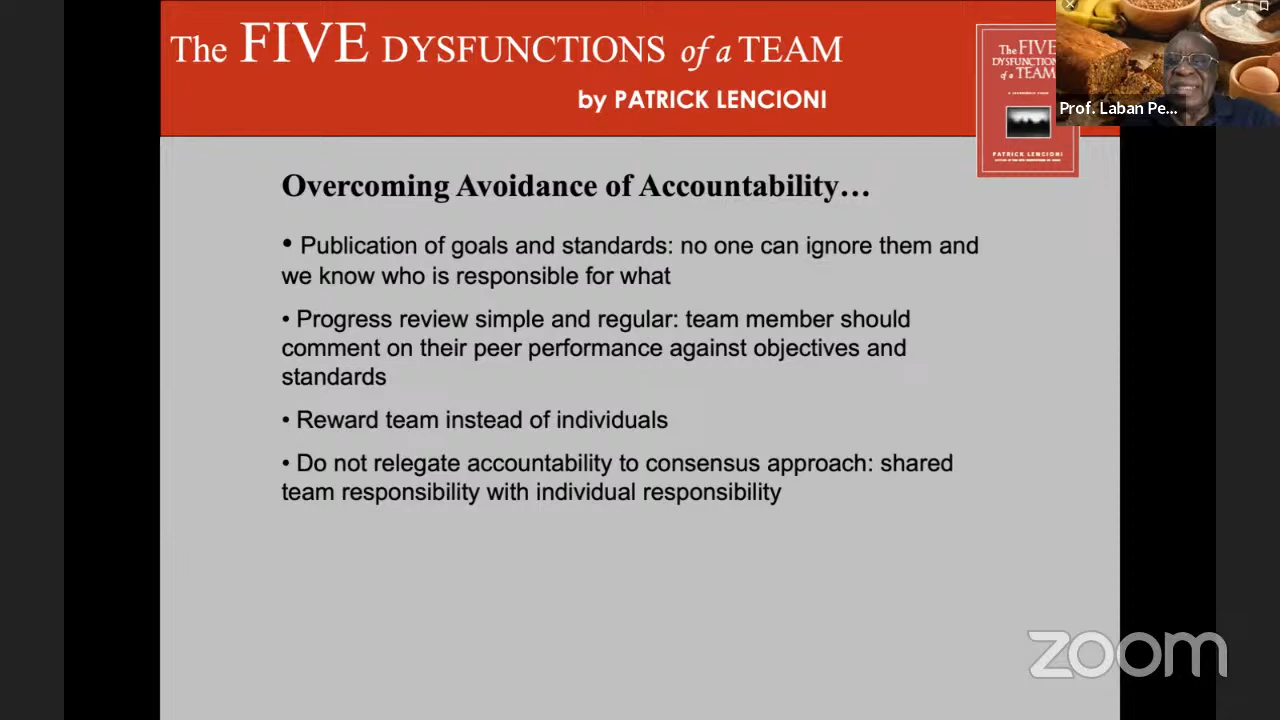 The FIVE DYSFUNCTIONS of a TEAM
by PATRICK LENCIONI
The FIVE
DYSFUNCTION
of a TEAM
PATRICK LENCIONI
Prof. Laban Pe...
Overcoming Avoidance of Accountability…
• Publication of goals and standards: no one can ignore them and
we know who is responsible for what
• Progress review simple and regular: team member should
comment on their peer performance against objectives and
standards
• Reward team instead of individuals
• Do not relegate accountability to consensus approach: shared
team responsibility with individual responsibility
zoom